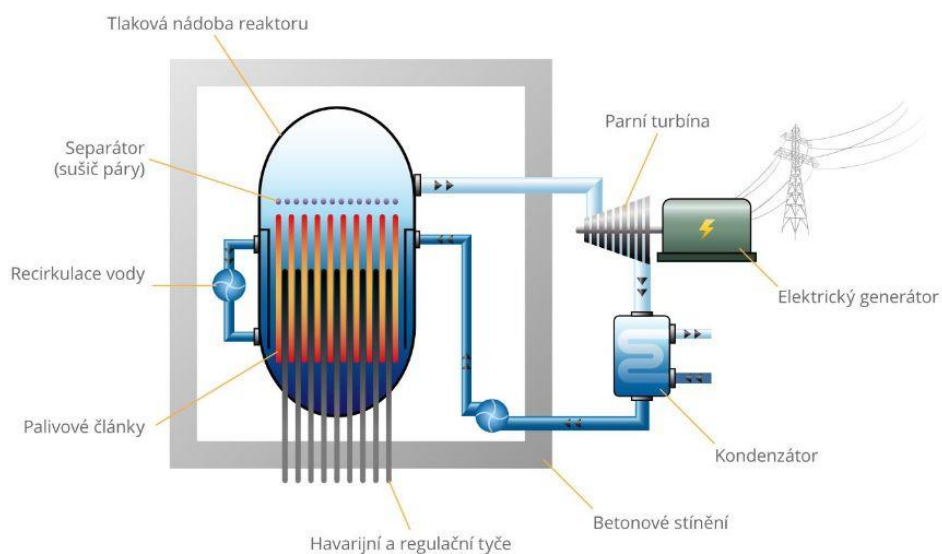 Tlaková nádoba reaktoru
Separátor
(sušič páry)
Parní turbína
Recirkulace vody
Elektrický generátor
Palivové články
Kondenzátor
Betonové stínění
Havarijní a regulační tyče